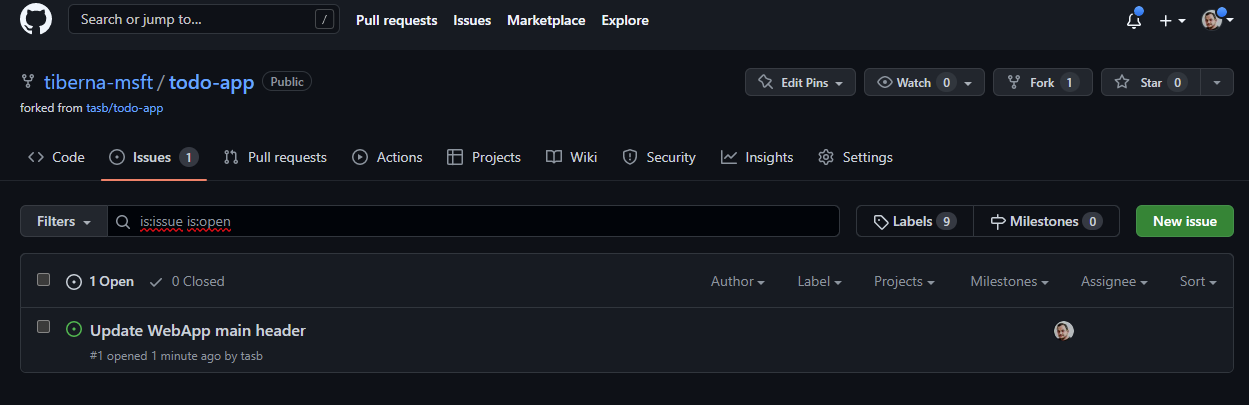 Search or jump to... /
Pull requests Issues Marketplace Explore
tiberna-msft / todo-app Public
Edit Pins Watch 0 Fork 1 Star 0
forked from tasb/todo-app
Code Issues 1 Pull requests Actions Projects Wiki Security Insights Settings
Filters is:issue is:open Labels 9 Milestones 0 New issue
1 Open 0 Closed Author Label Projects Milestones Assignee Sort
Update WebApp main header
#1 opened 1 minute ago by tasb